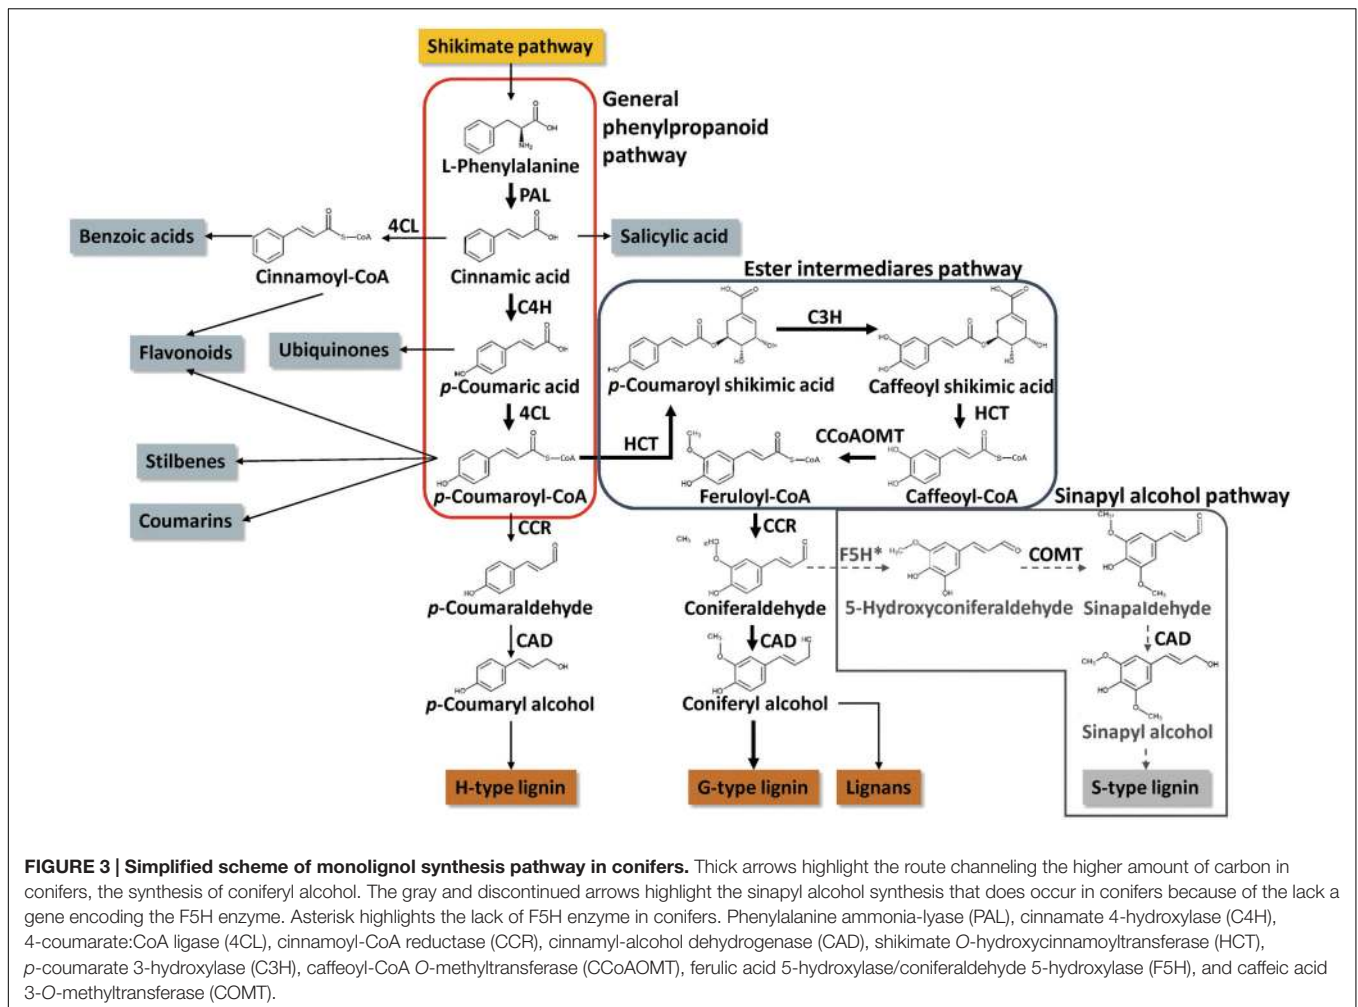 Shikimate pathway
General
phenylpropanoid
pathway
L-Phenylalanine
PAL
Benzoic acids
4CL
Cinnamoyl-CoA
Cinnamic acid
Salicylic acid
Ester intermediares pathway
C4H
C3H
Flavonoids
Ubiquinones
p-Coumaric acid
p-Coumaroyl shikimic acid
Caffeoyl shikimic acid
4CL
HCT
HCT
CCoAOMT
Stilbenes
p-Coumaroyl-CoA
Feruloyl-CoA
Caffeoyl-CoA
Sinapyl alcohol pathway
Coumarins
CCR
CCR
F5H*
COMT
p-Coumaraldehyde
Coniferaldehyde
5-Hydroxyconiferaldehyde
Sinapaldehyde
CAD
CAD
CAD
p-Coumaryl alcohol
Coniferyl alcohol
Sinapyl alcohol
H-type lignin
G-type lignin
Lignans
S-type lignin
FIGURE 3 | Simplified scheme of monolignol synthesis pathway in conifers. Thick arrows highlight the route channeling the higher amount of carbon in
conifers, the synthesis of coniferyl alcohol. The gray and discontinued arrows highlight the sinapyl alcohol synthesis that does occur in conifers because of the lack a
gene encoding the F5H enzyme. Asterisk highlights the lack of F5H enzyme in conifers. Phenylalanine ammonia-lyase (PAL), cinnamate 4-hydroxylase (C4H),
4-coumarate:CoA ligase (4CL), cinnamoyl-CoA reductase (CCR), cinnamyl-alcohol dehydrogenase (CAD), shikimate O-hydroxycinnamoyltransferase (HCT),
p-coumarate 3-hydroxylase (C3H), caffeoyl-CoA O-methyltransferase (CCoAOMT), ferulic acid 5-hydroxylase/coniferaldehyde 5-hydroxylase (F5H), and caffeic acid
3-O-methyltransferase (COMT).